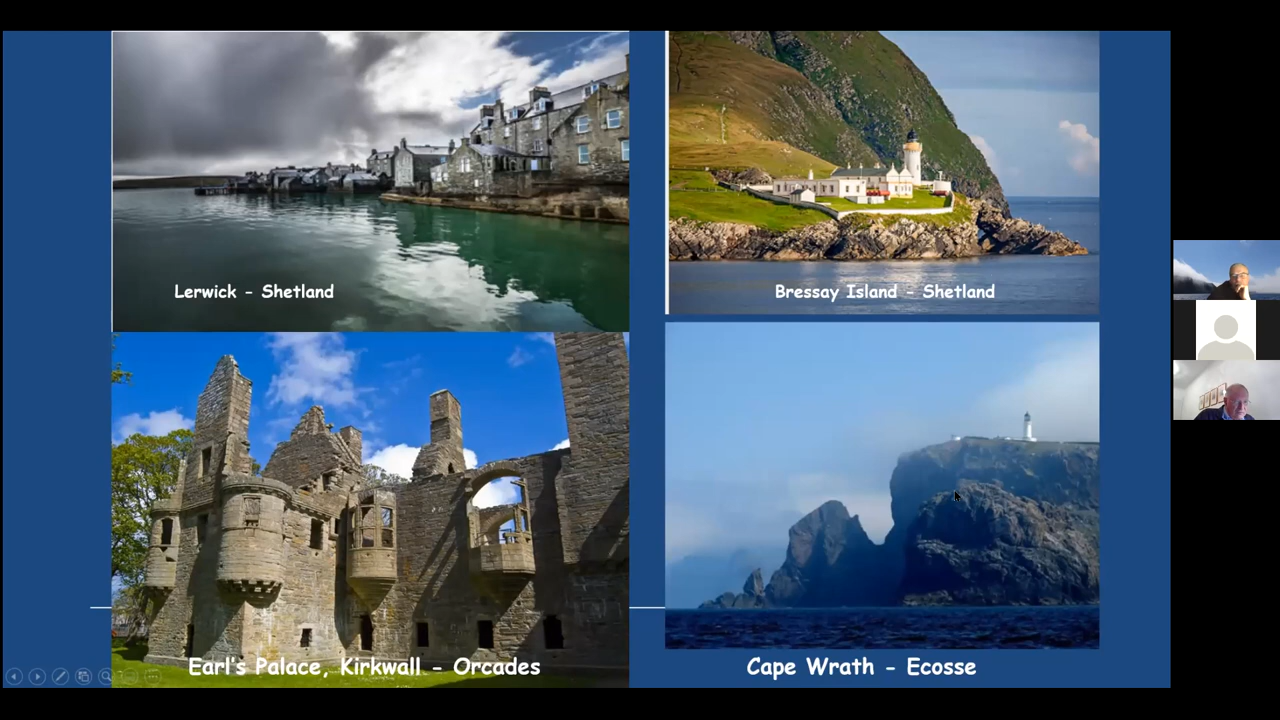 Lerwick - Shetland
Bressay Island - Shetland
Earl's Palace, Kirkwall - Orcades
Cape Wrath - Ecosse